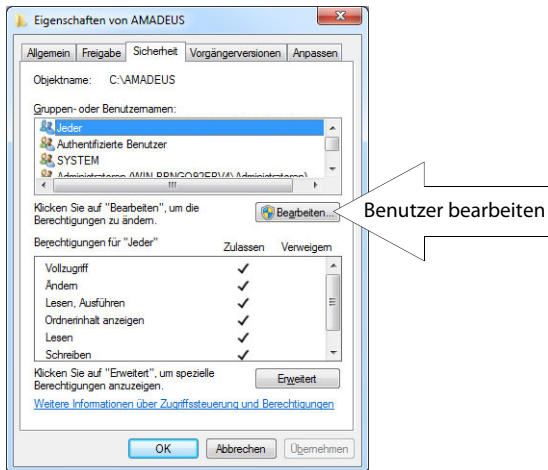 Eigenschaften von AMADEUS
Allgemein Freigabe Sicherheit Vorgängerversionen Anpassen
Objektname: C:\AMADEUS
Gruppen- oder Benutzernamen:
Jeder
Authentifizierte Benutzer
SYSTEM
Klicken Sie auf "Bearbeiten", um die
Berechtigungen zu ändern.
Bearbeiten...
Benutzer bearbeiten
Berechtigungen für "Jeder" Zulassen Verweigern
Vollzugriff
Ändern
Lesen, Ausführen
Ordnerinhalt anzeigen
Lesen
Schreiben
Klicken Sie auf "Erweitert", um spezielle
Berechtigungen anzuzeigen.
Erweitert
Weitere Informationen über Zugriffssteuerung und Berechtigungen
OK Abbrechen Übernehmen